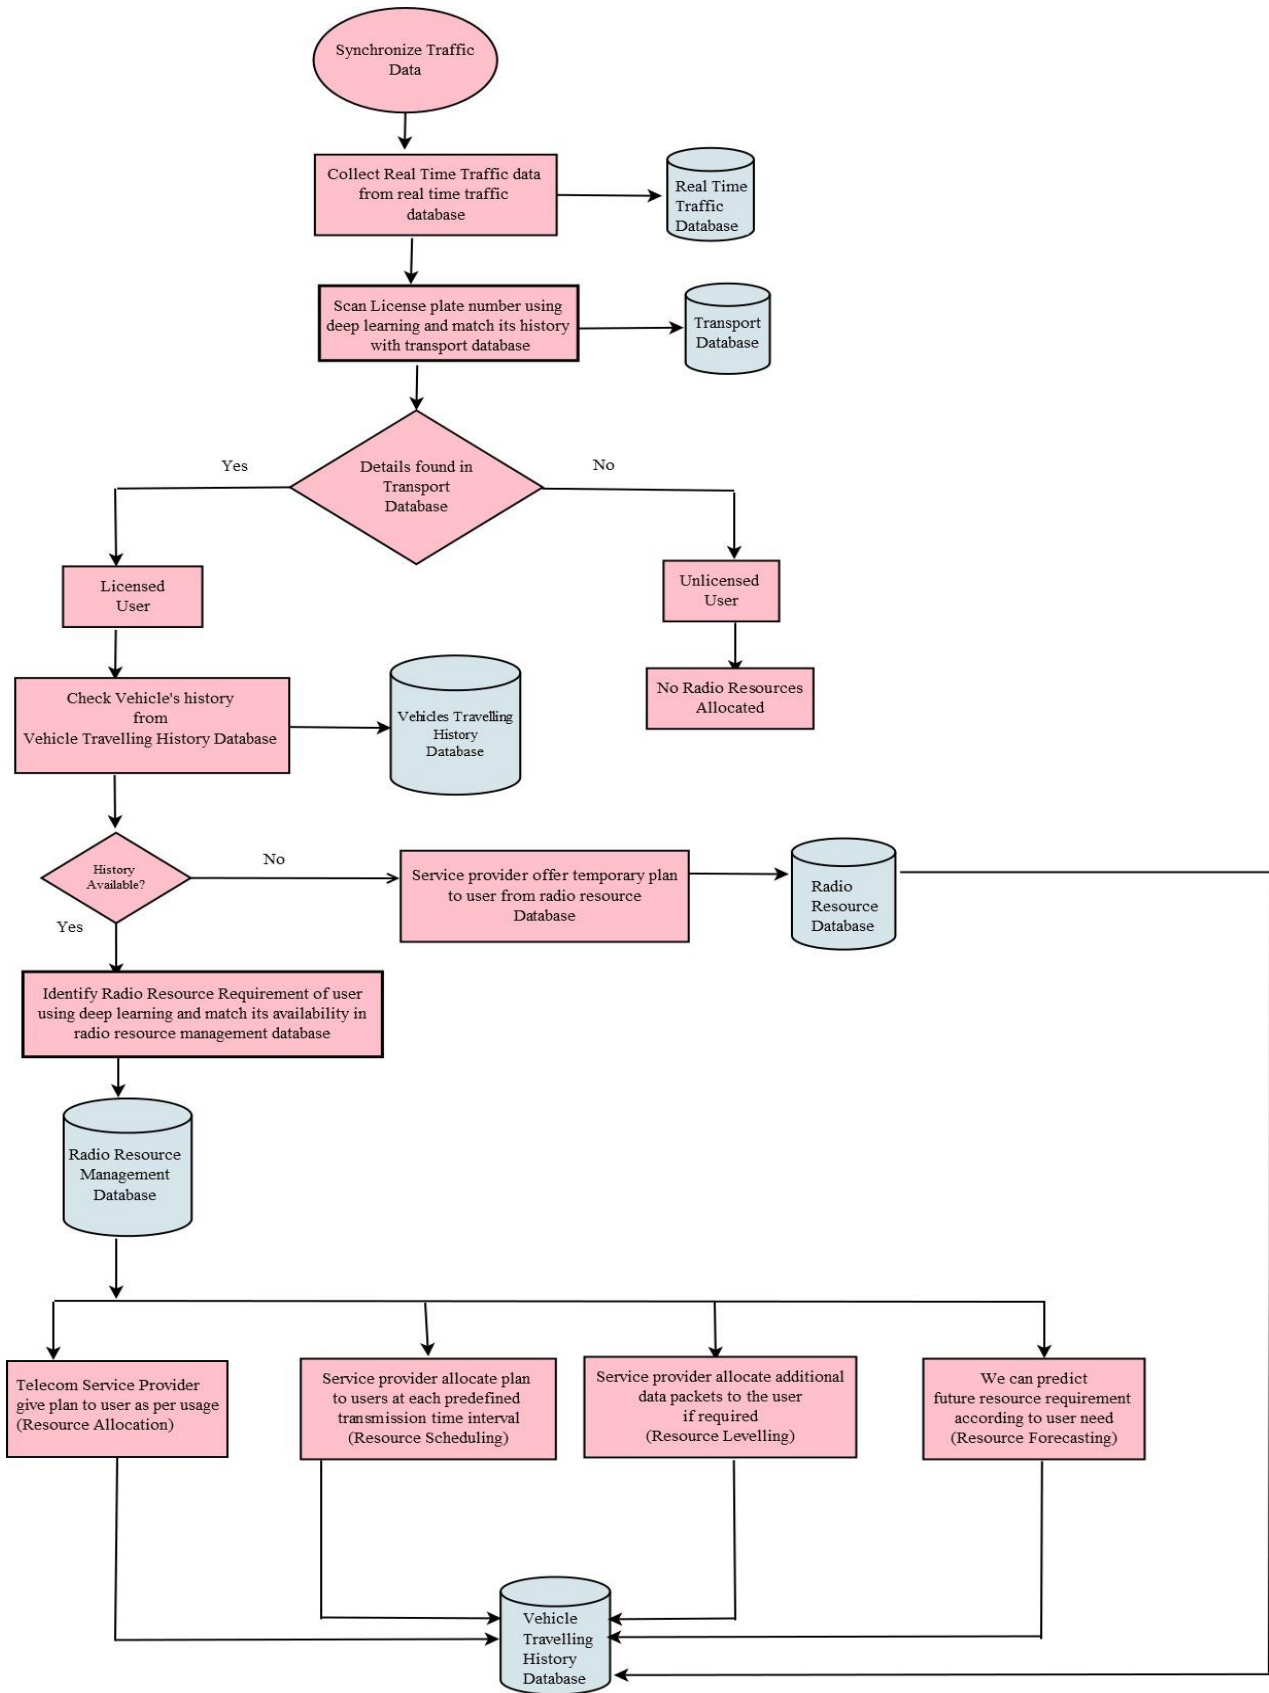 Synchronize Traffic
Data
Collect Real Time Traffic data
from real time traffic
database
Real Time
Traffic
Database
Scan License plate number using
deep learning and match its history
with transport database
Transport
Database
Details found in
Transport
Database
Yes
No
Licensed
User
Unlicensed
User
No Radio Resources
Allocated
Check Vehicle's history
from
Vehicle Travelling History Database
Vehicles Travelling
History
Database
History
Available?
No
Yes
Service provider offer temporary plan
to user from radio resource
Database
Radio
Resource
Database
Identify Radio Resource Requirement of user
using deep learning and match its availability in
radio resource management database
Radio Resource
Management
Database
Telecom Service Provider
give plan to user as per usage
(Resource Allocation)
Service provider allocate plan
to users at each predefined
transmission time interval
(Resource Scheduling)
Service provider allocate additional
data packets to the user
if required
(Resource Levelling)
We can predict
future resource requirement
according to user need
(Resource Forecasting)
Vehicle
Travelling
History
Database